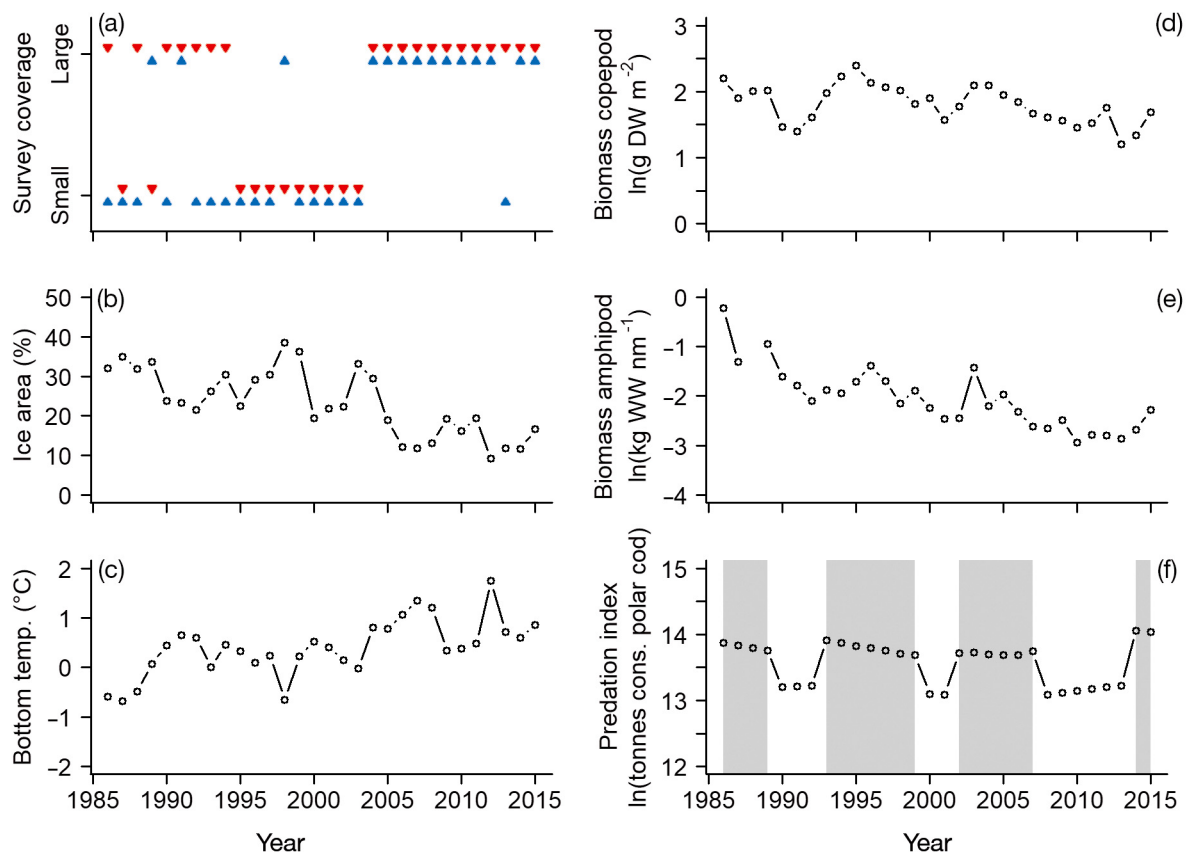 (a)
Survey coverage
Small Large
(b)
Ice area (%)
50
40
30
20
10
0
(c)
Bottom temp. (°C)
2
1
0
−1
−2
1985 1990 1995 2000 2005 2010 2015
Year
(d)
Biomass copepod
ln(g DW m⁻²)
3
2
1
0
(e)
Biomass amphipod
ln(kg WW nm⁻¹)
0
−1
−2
−3
−4
(f)
Predation index
ln(tonnes cons. polar cod)
15
14
13
12
1985 1990 1995 2000 2005 2010 2015
Year